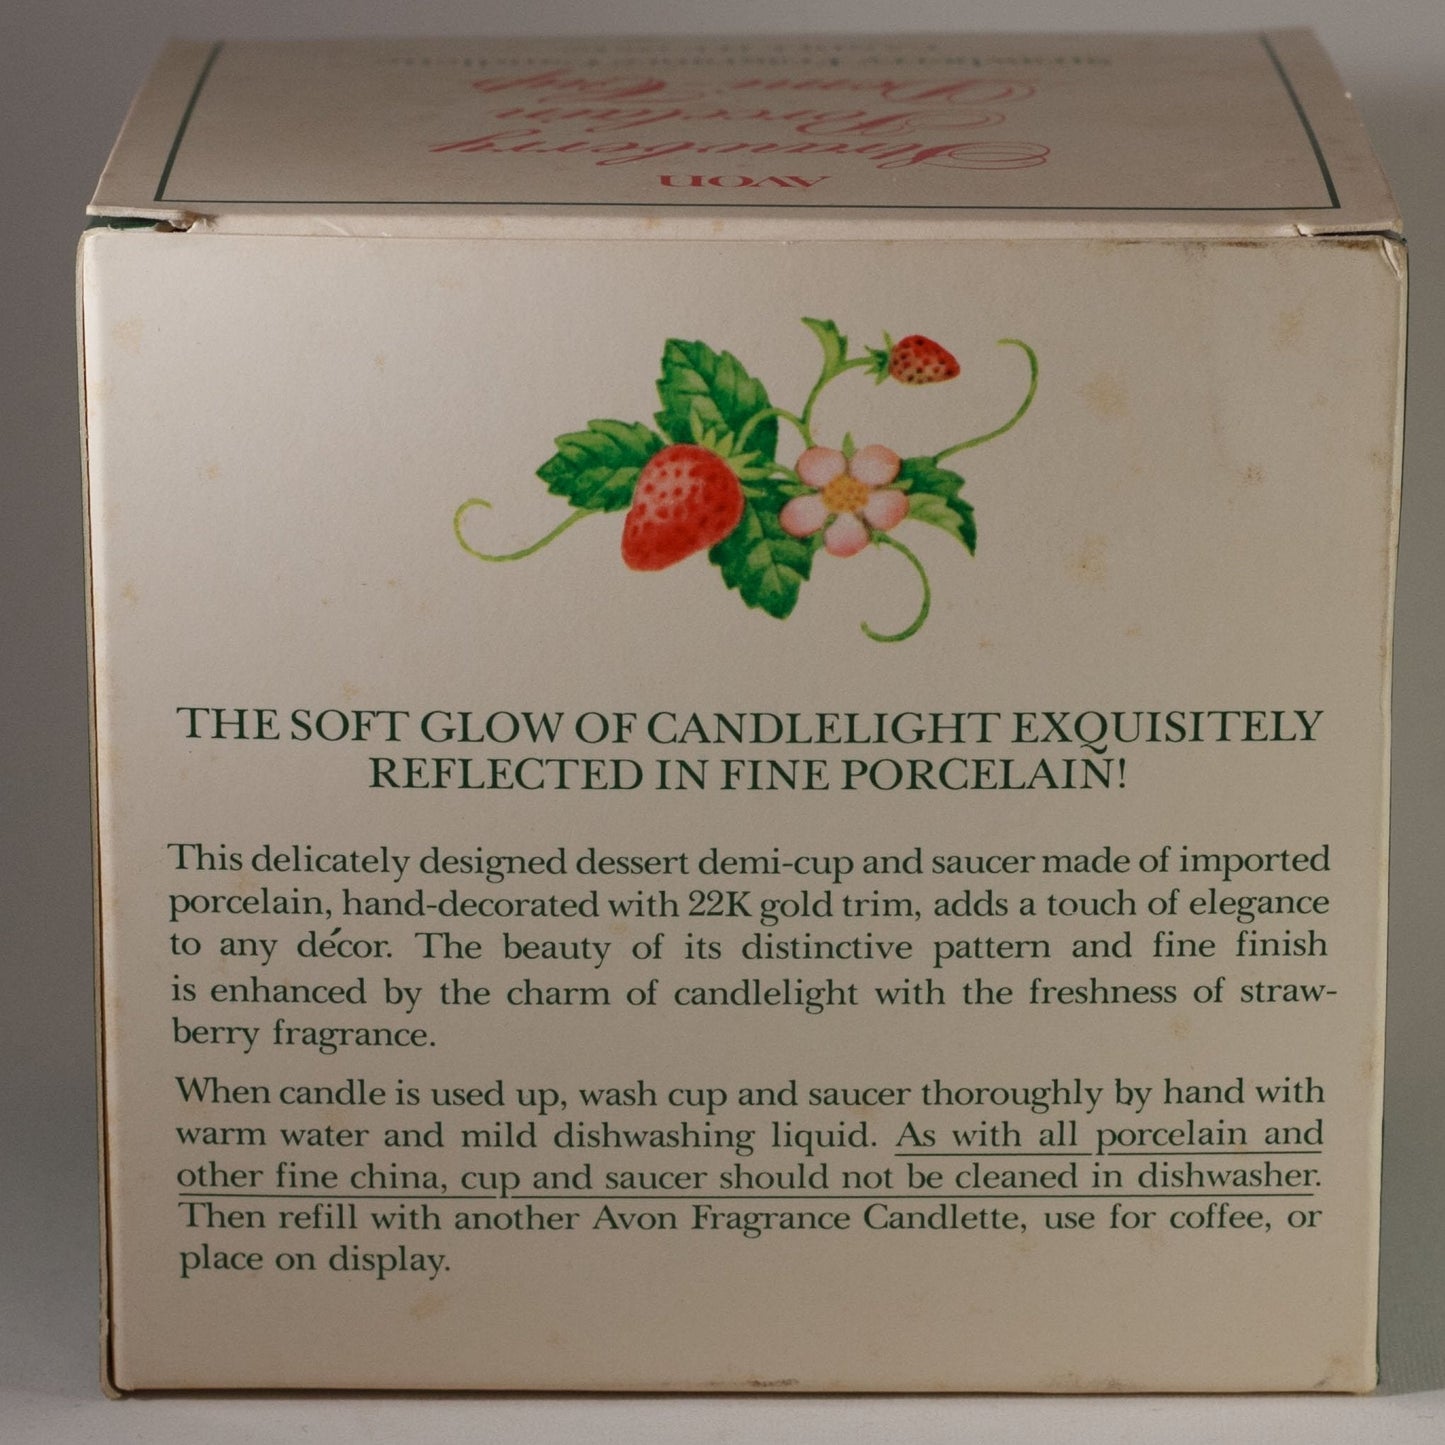 AVON
Strawberry
Porcelain
Demi Cup
Strawberry Fragranced Candlette
THE SOFT GLOW OF CANDLELIGHT EXQUISITELY
REFLECTED IN FINE PORCELAIN!
This delicately designed dessert demi-cup and saucer made of imported
porcelain, hand-decorated with 22K gold trim, adds a touch of elegance
to any décor. The beauty of its distinctive pattern and fine finish
is enhanced by the charm of candlelight with the freshness of straw-
berry fragrance.
When candle is used up, wash cup and saucer thoroughly by hand with
warm water and mild dishwashing liquid. As with all porcelain and
other fine china, cup and saucer should not be cleaned in dishwasher.
Then refill with another Avon Fragrance Candlette, use for coffee, or
place on display.